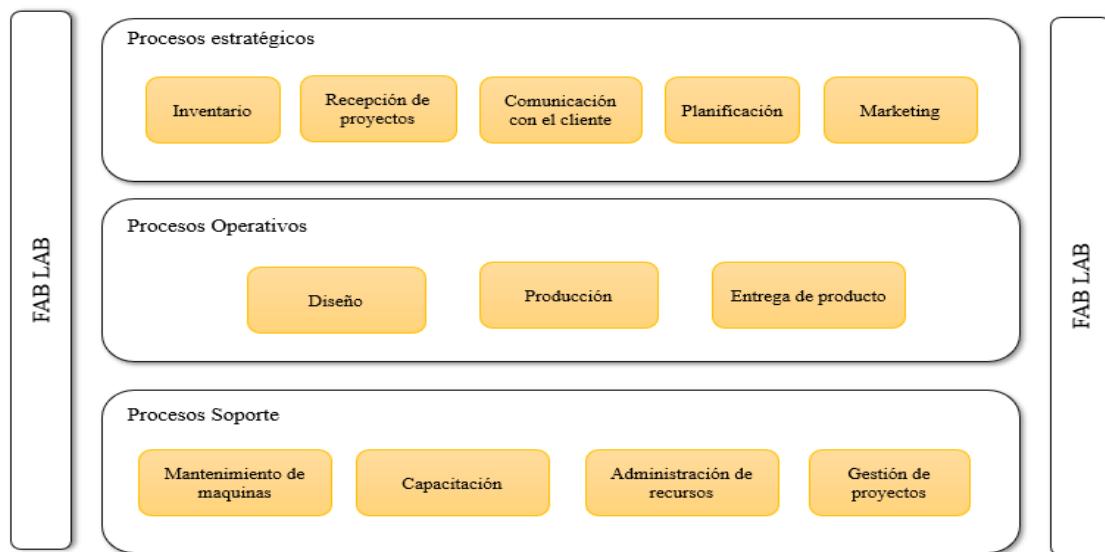 FAB LAB
Procesos estratégicos
Inventario
Recepción de
proyectos
Comunicación
con el cliente
Planificación
Marketing
Procesos Operativos
Diseño
Producción
Entrega de producto
Procesos Soporte
Mantenimiento de
maquinas
Capacitación
Administración de
recursos
Gestión de
proyectos
FAB LAB